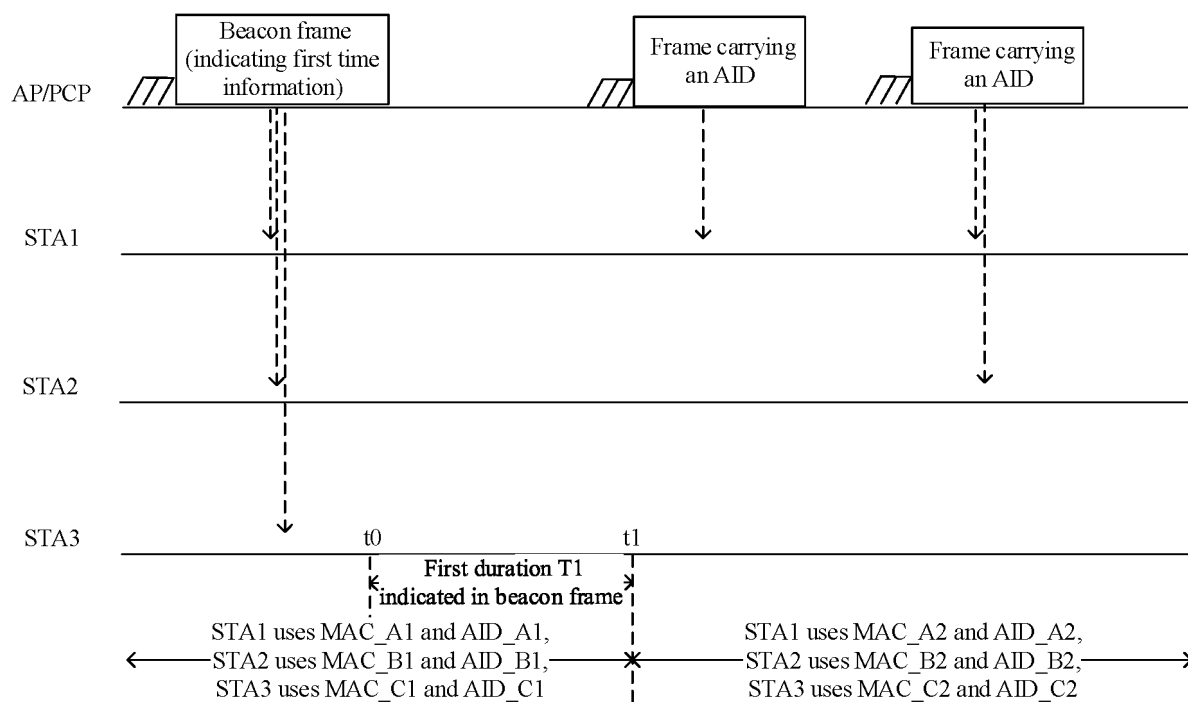 Beacon frame
(indicating first time
information)
Frame carrying
an AID
Frame carrying
an AID
AP/PCP
STA1
STA2
STA3
t0
t1
First duration T1
indicated in beacon frame
STA1 uses MAC_A1 and AID_A1,
STA2 uses MAC_B1 and AID_B1,
STA3 uses MAC_C1 and AID_C1
STA1 uses MAC_A2 and AID_A2,
STA2 uses MAC_B2 and AID_B2,
STA3 uses MAC_C2 and AID_C2